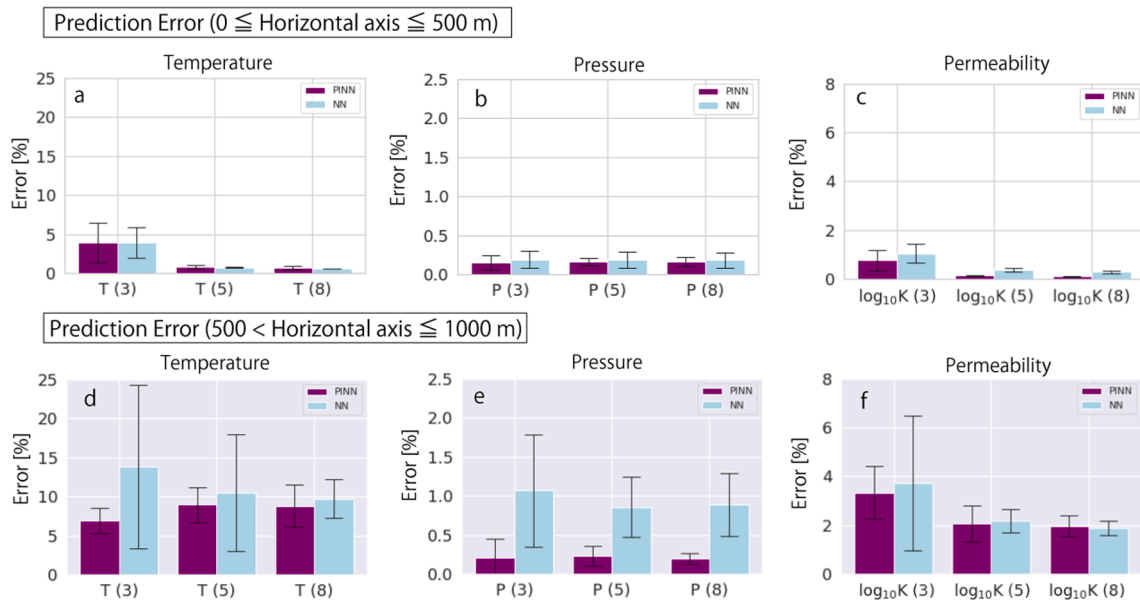 Prediction Error (0 ≦ Horizontal axis ≦ 500 m)
Temperature
a
PINN
NN
Error [%]
25
20
15
10
5
0
T (3) T (5) T (8)
Pressure
b
PINN
NN
Error [%]
2.5
2.0
1.5
1.0
0.5
0.0
P (3) P (5) P (8)
Permeability
c
PINN
NN
Error [%]
8
6
4
2
0
log₁₀K (3) log₁₀K (5) log₁₀K (8)
Prediction Error (500 < Horizontal axis ≦ 1000 m)
Temperature
d
PINN
NN
Error [%]
25
20
15
10
5
0
T (3) T (5) T (8)
Pressure
e
PINN
NN
Error [%]
2.5
2.0
1.5
1.0
0.5
0.0
P (3) P (5) P (8)
Permeability
f
PINN
NN
Error [%]
8
6
4
2
0
log₁₀K (3) log₁₀K (5) log₁₀K (8)